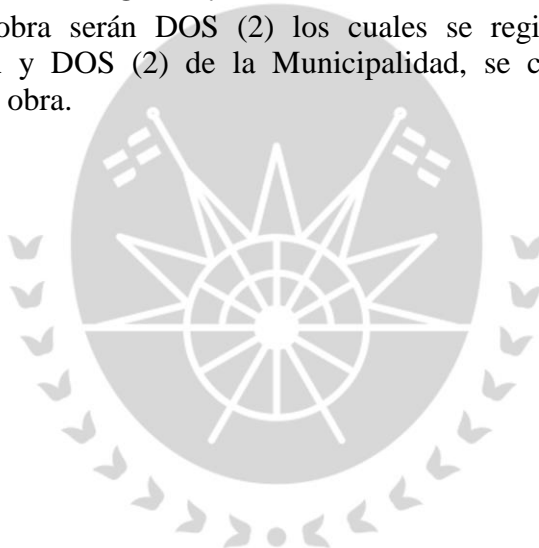 obra serán DOS (2) los cuales se regi
y DOS (2) de la Municipalidad, se c
obra.